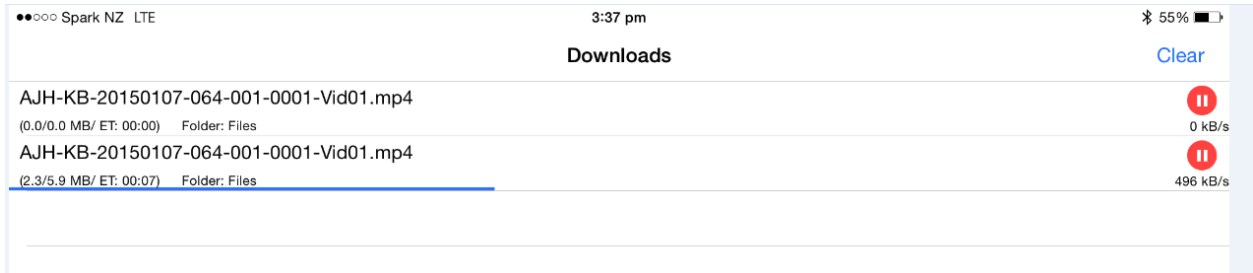 Spark NZ LTE 3:37 pm 55%
Downloads Clear
AJH-KB-20150107-064-001-0001-Vid01.mp4
(0.0/0.0 MB/ ET: 00:00) Folder: Files 0 kB/s
AJH-KB-20150107-064-001-0001-Vid01.mp4
(2.3/5.9 MB/ ET: 00:07) Folder: Files 496 kB/s